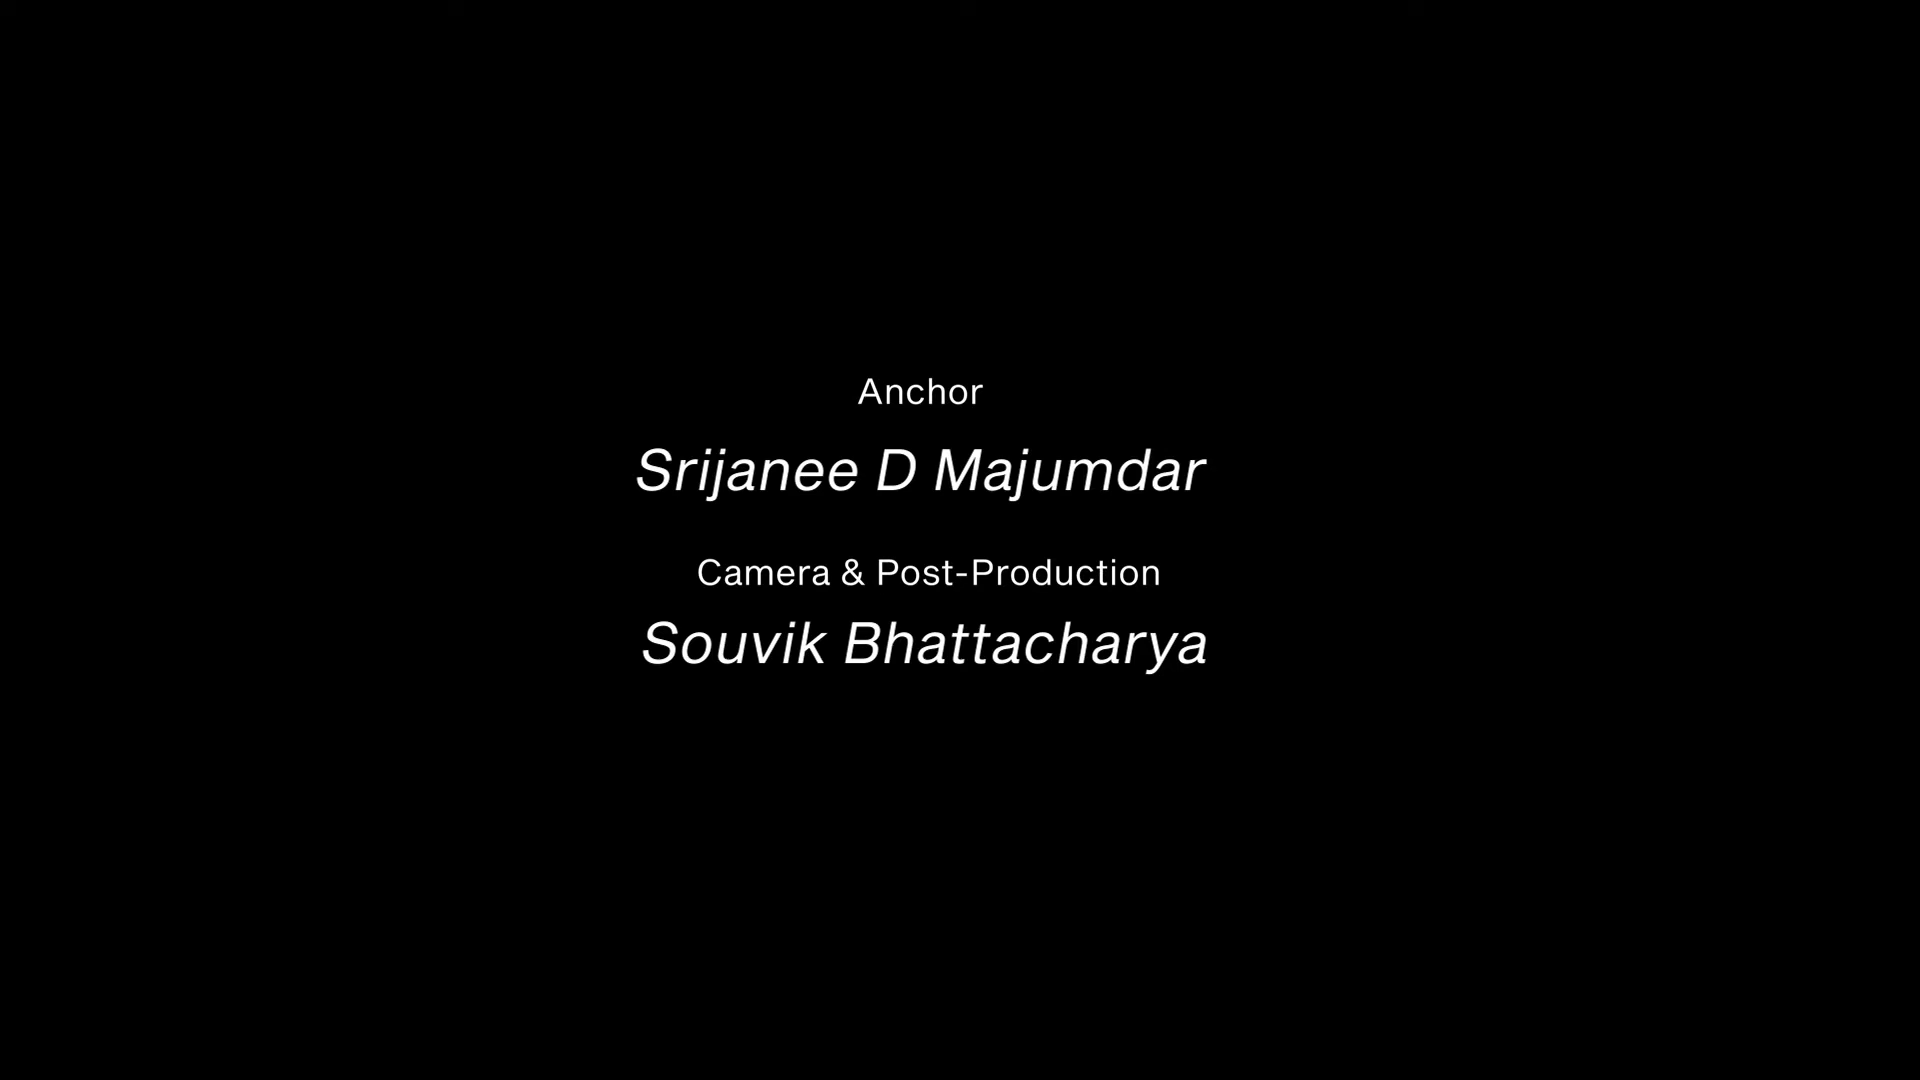 Anchor
Srijanee D Majumdar
Camera & Post-Production
Souvik Bhattacharya